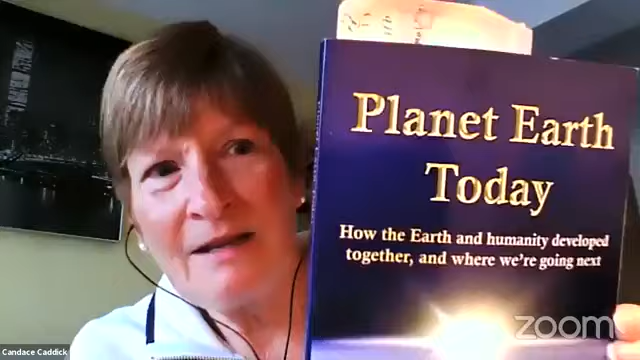 Planet Earth
Today
How the Earth and humanity developed
together, and where we're going next
zoom
Candace Caddick